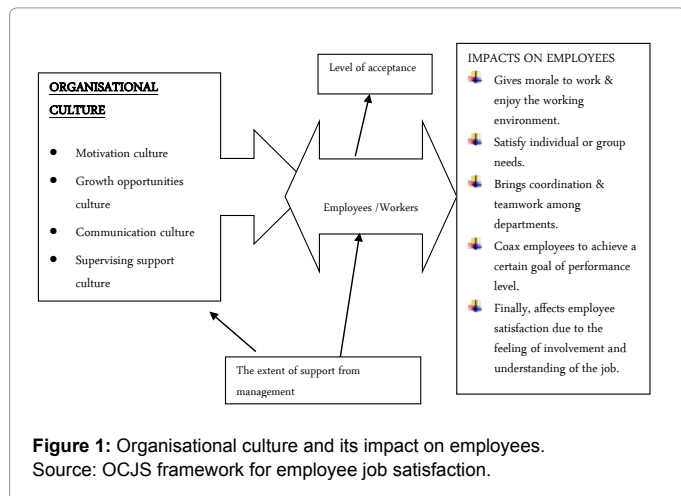 ORGANISATIONAL
CULTURE
● Motivation culture
● Growth opportunities
culture
● Communication culture
● Supervising support
culture
Level of acceptance
Employees /Workers
The extent of support from
management
IMPACTS ON EMPLOYEES
Gives morale to work &
enjoy the working
environment.
Satisfy individual or group
needs.
Brings coordination &
teamwork among
departments.
Coax employees to achieve a
certain goal of performance
level.
Finally, affects employee
satisfaction due to the
feeling of involvement and
understanding of the job.
Figure 1: Organisational culture and its impact on employees.
Source: OCJS framework for employee job satisfaction.